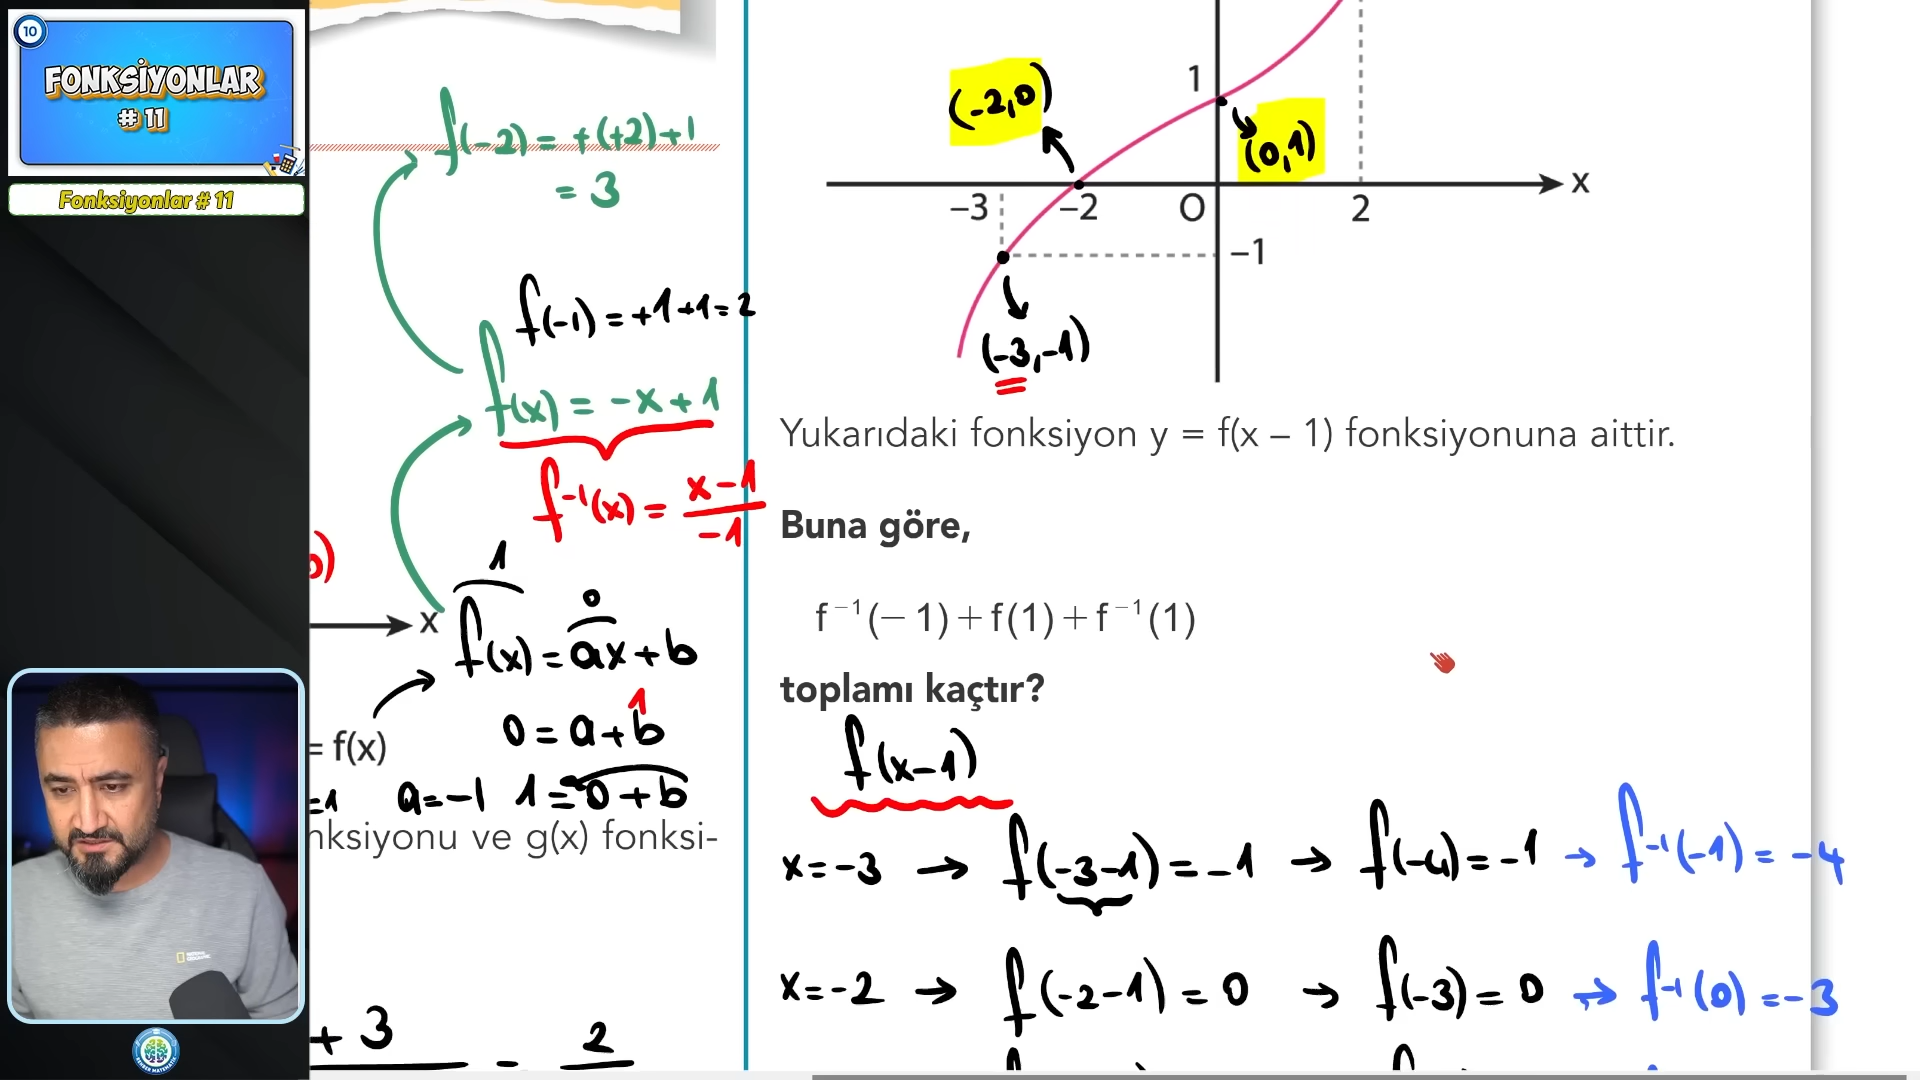 10
FONKSİYONLAR
# 11
Fonksiyonlar # 11
f(-2) = +(+2)+1
= 3
f(-1) = +1+1=2
f(x) = -x+1
f⁻¹(x) = x-1 / -1
x
1
f(x) = ax+b
0
0 = a+b
1
= f(x)
=1 a=-1 1=0+b
nksiyonu ve g(x) fonksi-
+ 3
= 2
1
(-2,0)
(0,1)
x
–3
–2
O
2
–1
(-3,-1)
Yukarıdaki fonksiyon y = f(x – 1) fonksiyonuna aittir.
Buna göre,
f⁻¹(– 1) + f(1) + f⁻¹(1)
toplamı kaçtır?
f(x-1)
x=-3 → f(-3-1) = -1 → f(-4) = -1 → f⁻¹(-1) = -4
x=-2 → f(-2-1) = 0 → f(-3) = 0 → f⁻¹(0) = -3